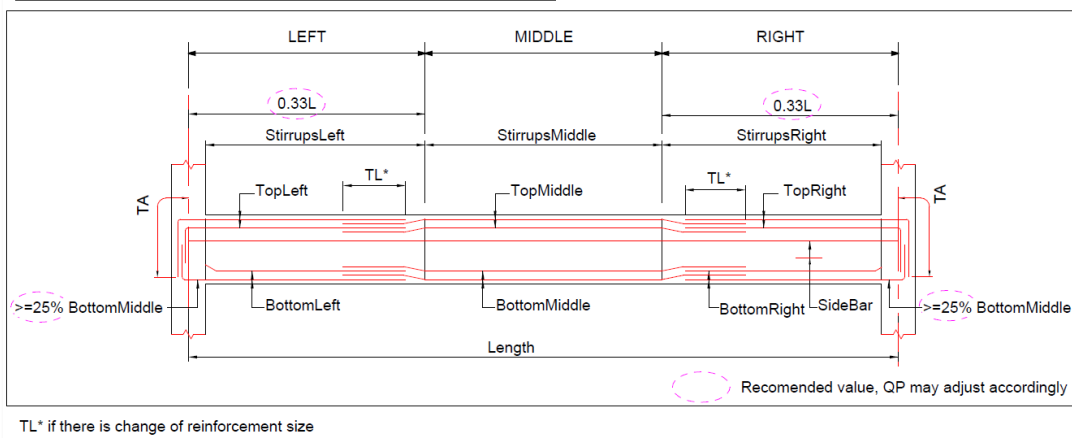 LEFT
MIDDLE
RIGHT
0.33L
0.33L
StirrupsLeft
StirrupsMiddle
StirrupsRight
TL*
TL*
TopLeft
TopMiddle
TopRight
TA
TA
>=25% BottomMiddle
BottomLeft
BottomMiddle
BottomRight
SideBar
>=25% BottomMiddle
Length
Recomended value, QP may adjust accordingly
TL* if there is change of reinforcement size